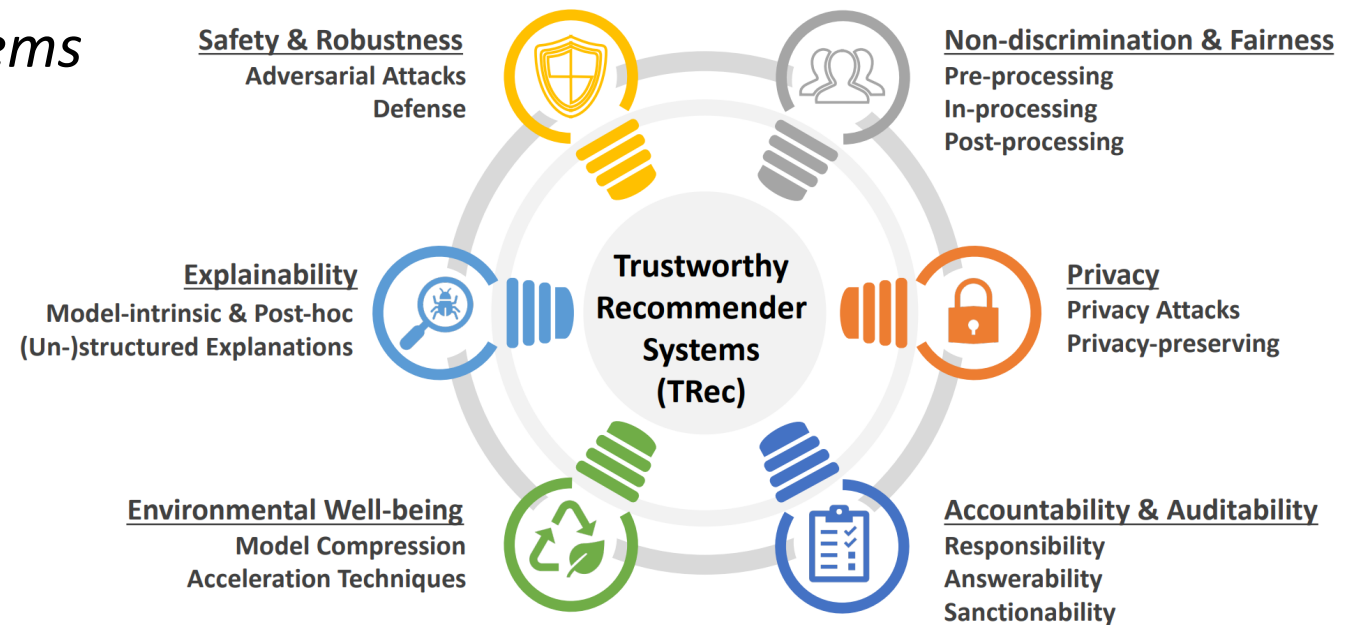 Safety & Robustness
Adversarial Attacks
Defense
Non-discrimination & Fairness
Pre-processing
In-processing
Post-processing
Explainability
Model-intrinsic & Post-hoc
(Un-)structured Explanations
Trustworthy
Recommender
Systems
(TRec)
Privacy
Privacy Attacks
Privacy-preserving
Environmental Well-being
Model Compression
Acceleration Techniques
Accountability & Auditability
Responsibility
Answerability
Sanctionability